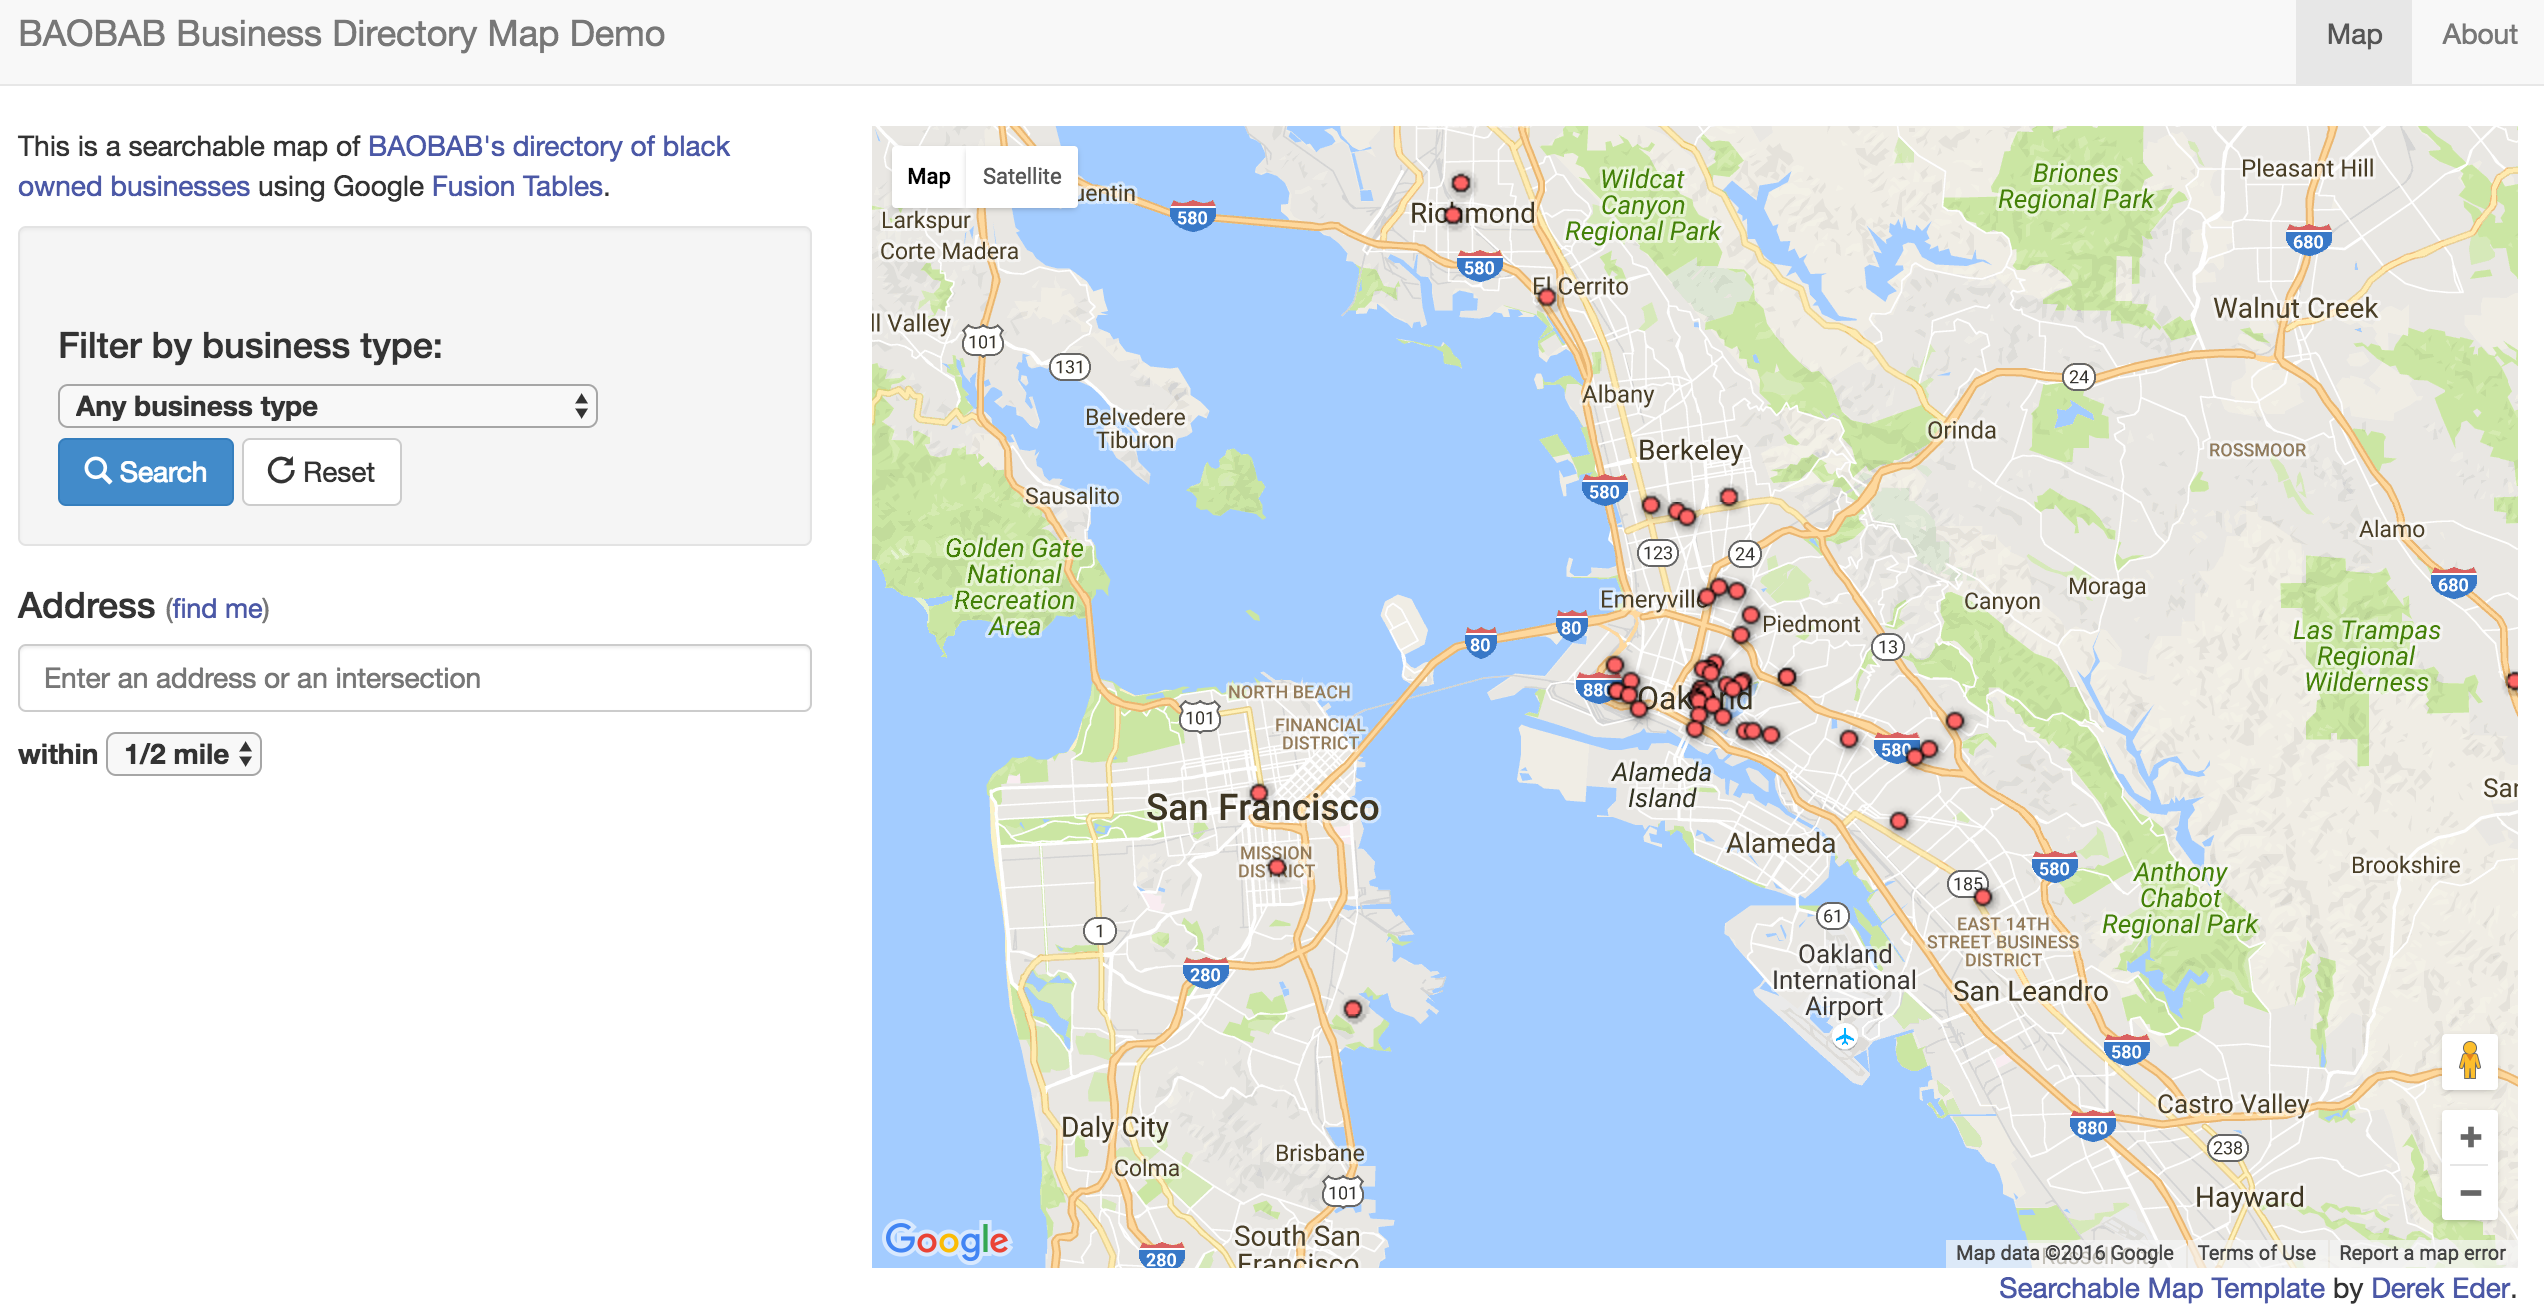 BAOBAB Business Directory Map Demo
Map
About
This is a searchable map of BAOBAB's directory of black
owned businesses using Google Fusion Tables.
Filter by business type:
Any business type
Search
Reset
Address (find me)
Enter an address or an intersection
within
1/2 mile
Map
Satellite
Larkspur
Corte Madera
580
Richmond
580
El Cerrito
Wildcat
Canyon
Regional Park
Briones
Regional Park
Pleasant Hill
680
Walnut Creek
ll Valley
101
131
Belvedere
Tiburon
Sausalito
Albany
Berkeley
24
Orinda
ROSSMOOR
580
123
24
Alamo
680
Golden Gate
National
Recreation
Area
Emeryville
80
80
Piedmont
13
Canyon
Moraga
Las Trampas
Regional
Wilderness
880
Oakland
NORTH BEACH
101
FINANCIAL
DISTRICT
580
San Francisco
Alameda
Island
MISSION
DISTRICT
Alameda
580
Brookshire
185
Anthony
Chabot
Regional Park
1
61
EAST 14TH
STREET BUSINESS
DISTRICT
Oakland
International
Airport
280
San Leandro
580
Castro Valley
880
238
Hayward
Daly City
Colma
Brisbane
101
South San
Francisco
280
Google
Map data ©2016 Google
Terms of Use
Report a map error
Searchable Map Template by Derek Eder.